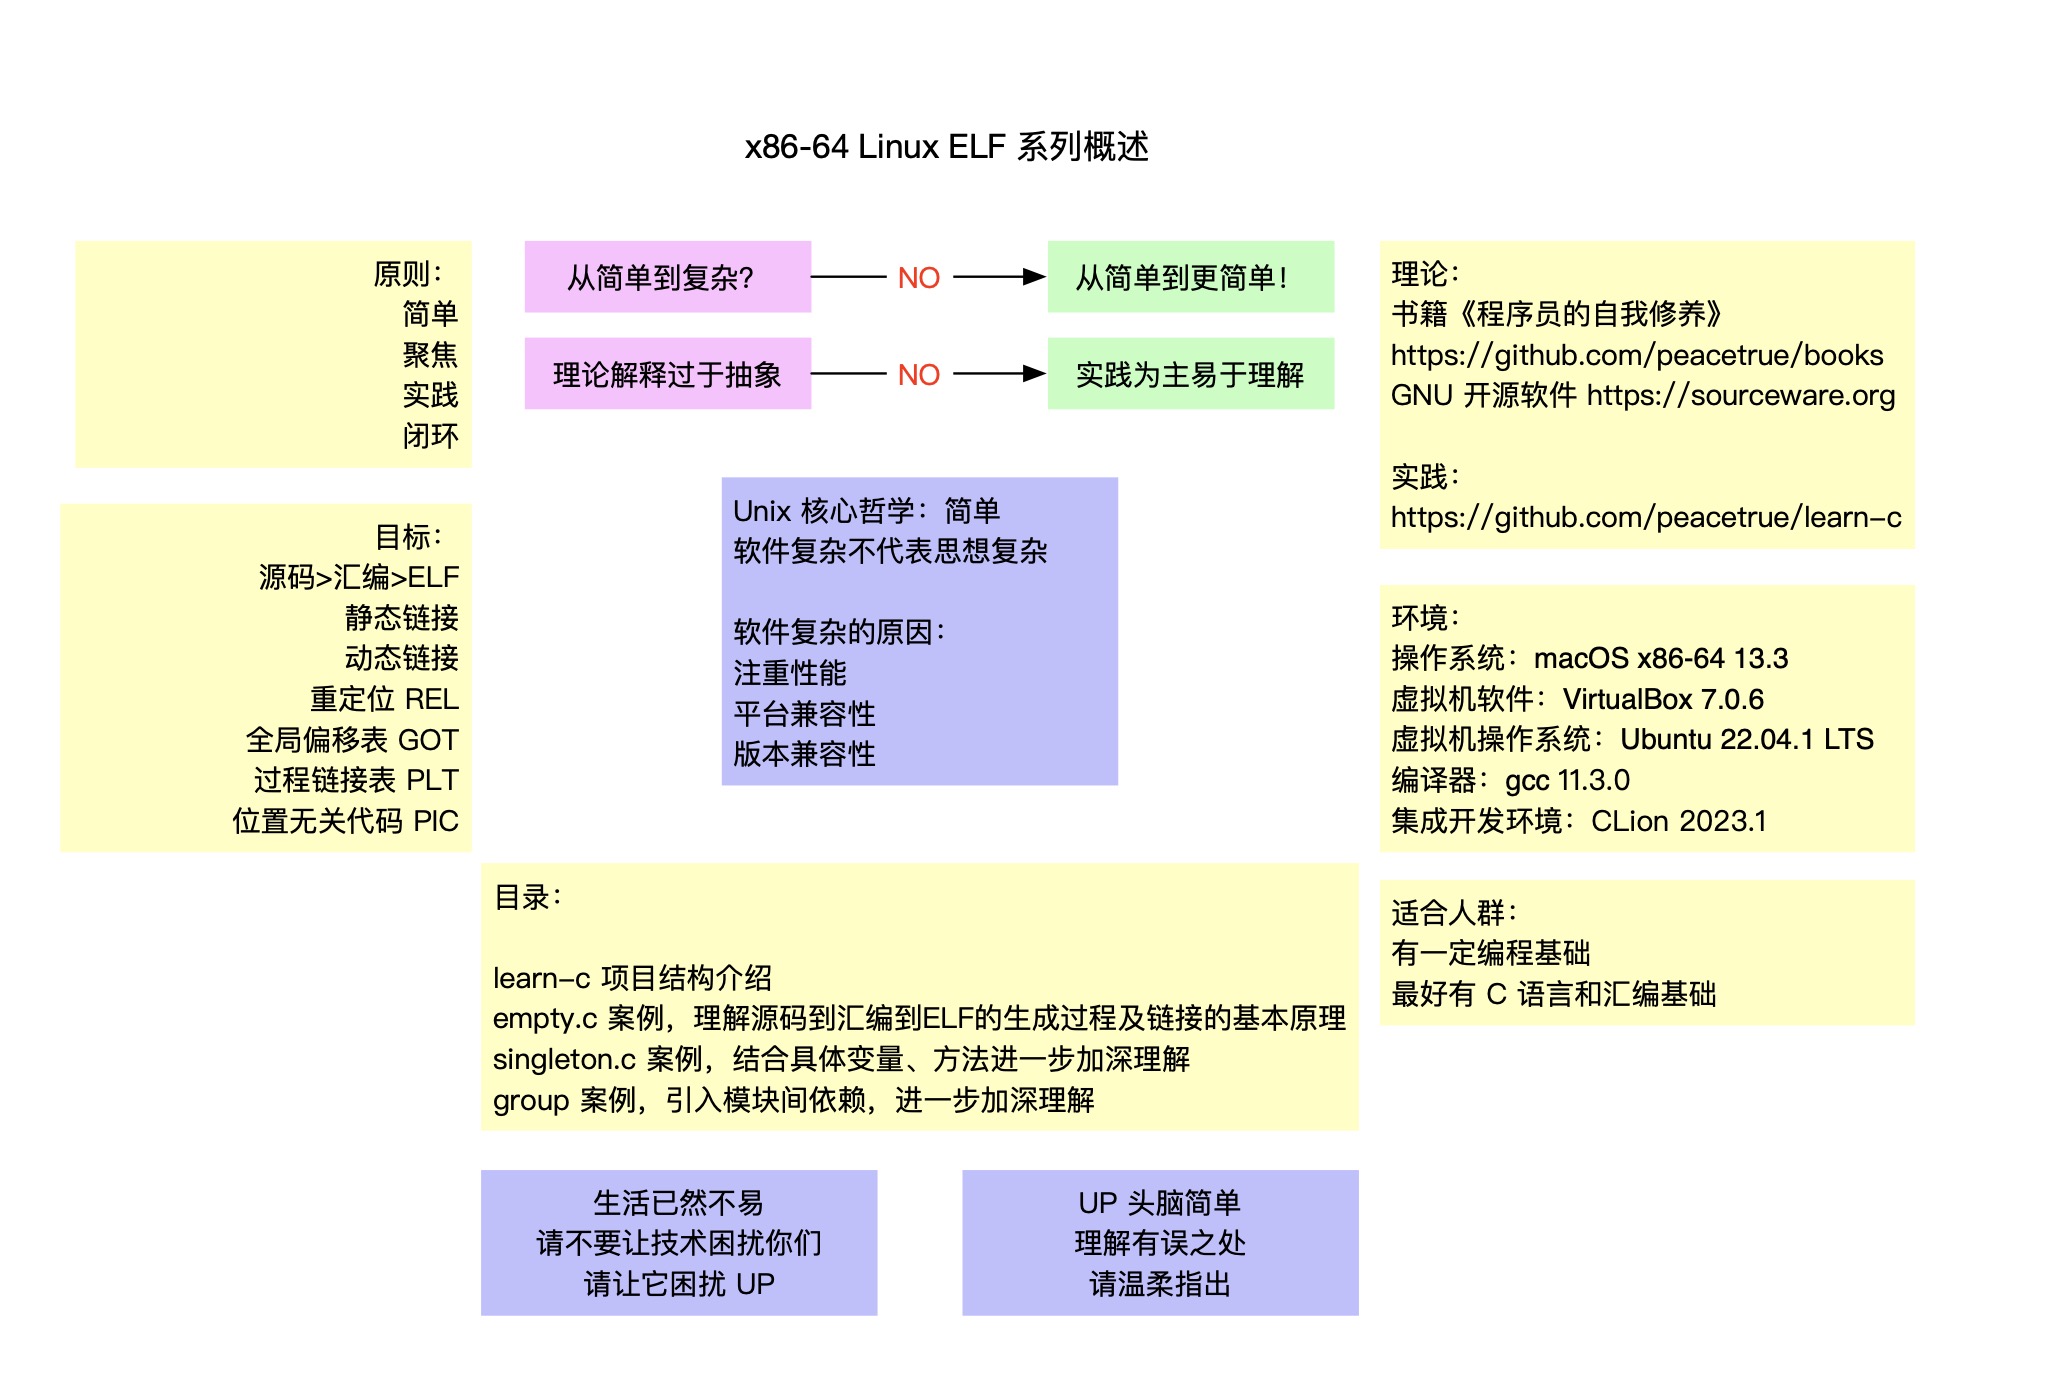 x86-64 Linux ELF 系列概述
原则：
简单
聚焦
实践
闭环
从简单到复杂？
NO
从简单到更简单！
理论解释过于抽象
NO
实践为主易于理解
理论：
书籍《程序员的自我修养》
https://github.com/peacetrue/books
GNU 开源软件 https://sourceware.org
实践：
https://github.com/peacetrue/learn-c
目标：
源码>汇编>ELF
静态链接
动态链接
重定位 REL
全局偏移表 GOT
过程链接表 PLT
位置无关代码 PIC
Unix 核心哲学：简单
软件复杂不代表思想复杂
软件复杂的原因：
注重性能
平台兼容性
版本兼容性
环境：
操作系统：macOS x86-64 13.3
虚拟机软件：VirtualBox 7.0.6
虚拟机操作系统：Ubuntu 22.04.1 LTS
编译器：gcc 11.3.0
集成开发环境：CLion 2023.1
目录：
learn-c 项目结构介绍
empty.c 案例，理解源码到汇编到ELF的生成过程及链接的基本原理
singleton.c 案例，结合具体变量、方法进一步加深理解
group 案例，引入模块间依赖，进一步加深理解
适合人群：
有一定编程基础
最好有 C 语言和汇编基础
生活已然不易
请不要让技术困扰你们
请让它困扰 UP
UP 头脑简单
理解有误之处
请温柔指出